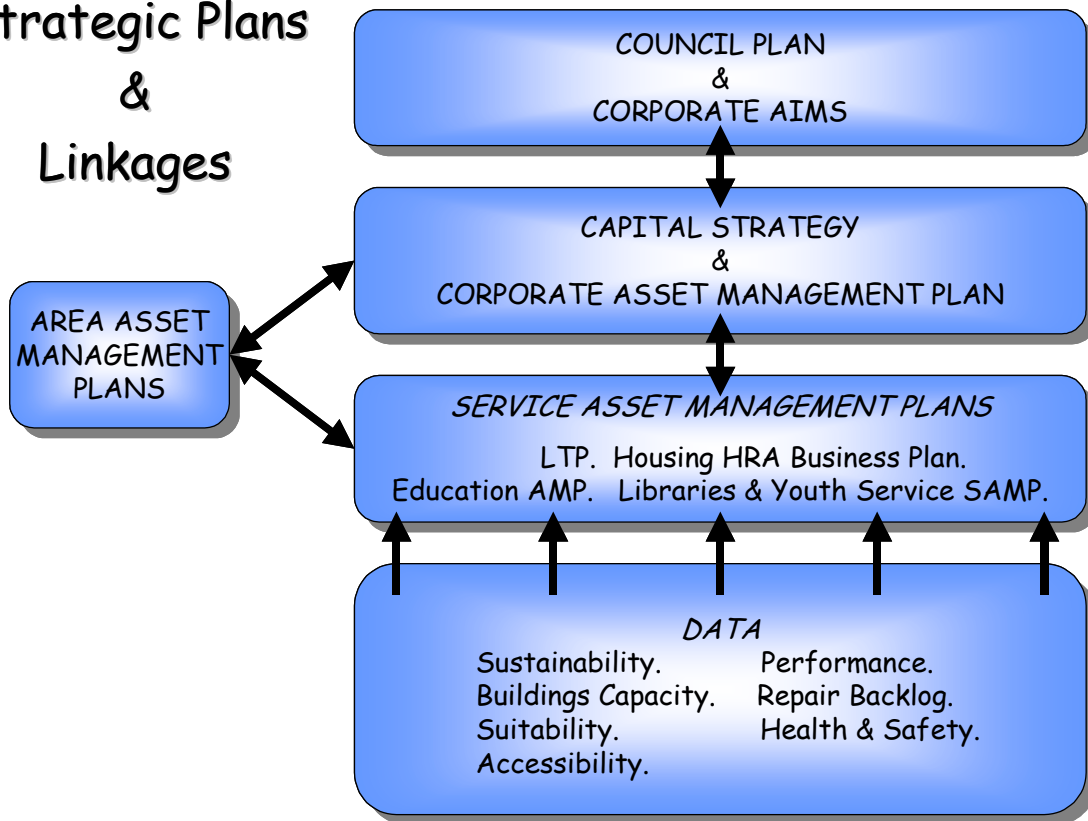 trategic Plans
&
Linkages
COUNCIL PLAN
&
CORPORATE AIMS
CAPITAL STRATEGY
&
CORPORATE ASSET MANAGEMENT PLAN
AREA ASSET
MANAGEMENT
PLANS
SERVICE ASSET MANAGEMENT PLANS
LTP. Housing HRA Business Plan.
Education AMP. Libraries & Youth Service SAMP.
DATA
Sustainability. Performance.
Buildings Capacity. Repair Backlog.
Suitability. Health & Safety.
Accessibility.